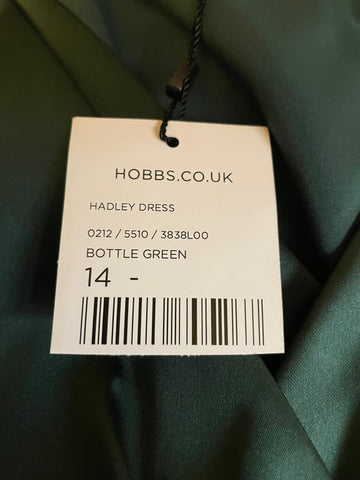 HOBBS.CO.UK
HADLEY DRESS
0212 / 5510 / 3838L00
BOTTLE GREEN
14 -